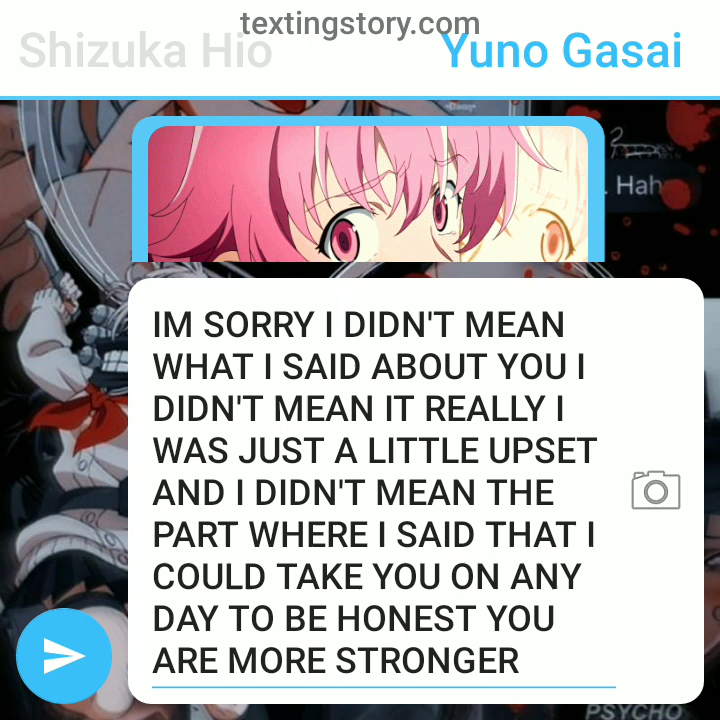 textingstory.com
Shizuka Hio
Yuno Gasai
. Hah
IM SORRY I DIDN'T MEAN
WHAT I SAID ABOUT YOU I
DIDN'T MEAN IT REALLY I
WAS JUST A LITTLE UPSET
AND I DIDN'T MEAN THE
PART WHERE I SAID THAT I
COULD TAKE YOU ON ANY
DAY TO BE HONEST YOU
ARE MORE STRONGER
PSYCHO